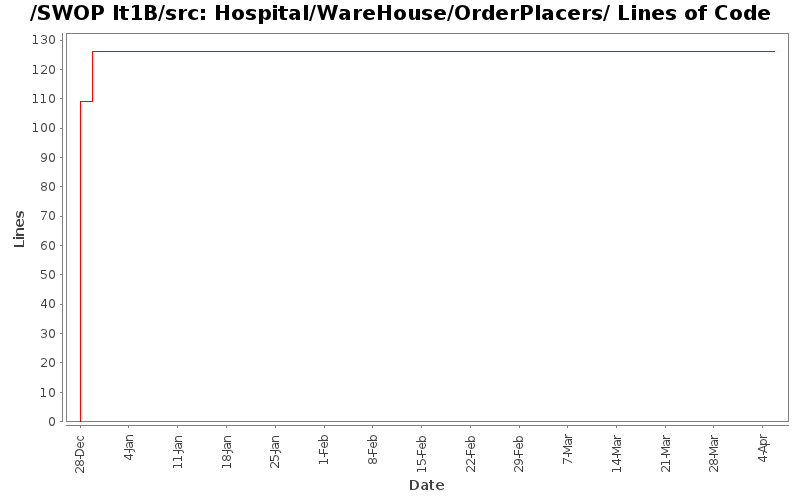 /SWOP It1B/src: Hospital/WareHouse/OrderPlacers/ Lines of Code
130
120
110
100
90
80
70
60
50
40
30
20
10
0
Lines
28-Dec
4-Jan
11-Jan
18-Jan
25-Jan
1-Feb
8-Feb
15-Feb
22-Feb
29-Feb
7-Mar
14-Mar
21-Mar
28-Mar
4-Apr
Date